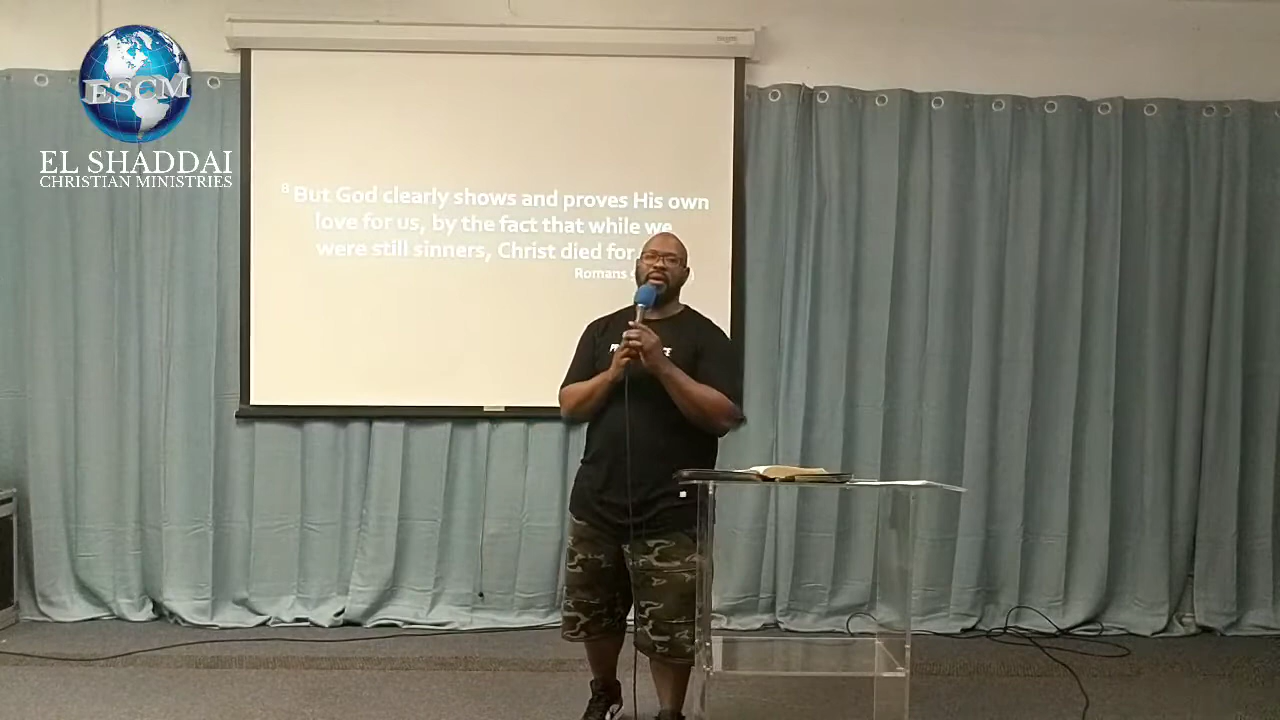 ESCM
EL SHADDAI
CHRISTIAN MINISTRIES
8 But God clearly shows and proves His own
love for us, by the fact that while we
were still sinners, Christ died for
Romans